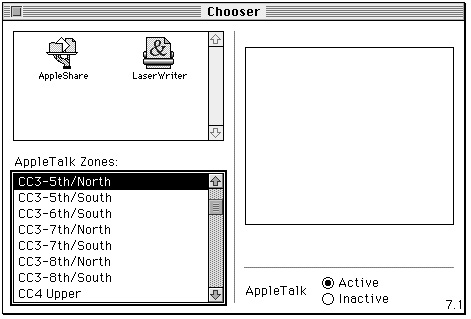 Chooser
AppleShare
LaserWriter
AppleTalk Zones:
CC3-5th/North
CC3-5th/South
CC3-6th/South
CC3-7th/North
CC3-7th/South
CC3-8th/North
CC3-8th/South
CC4 Upper
AppleTalk
Active
Inactive
7.1